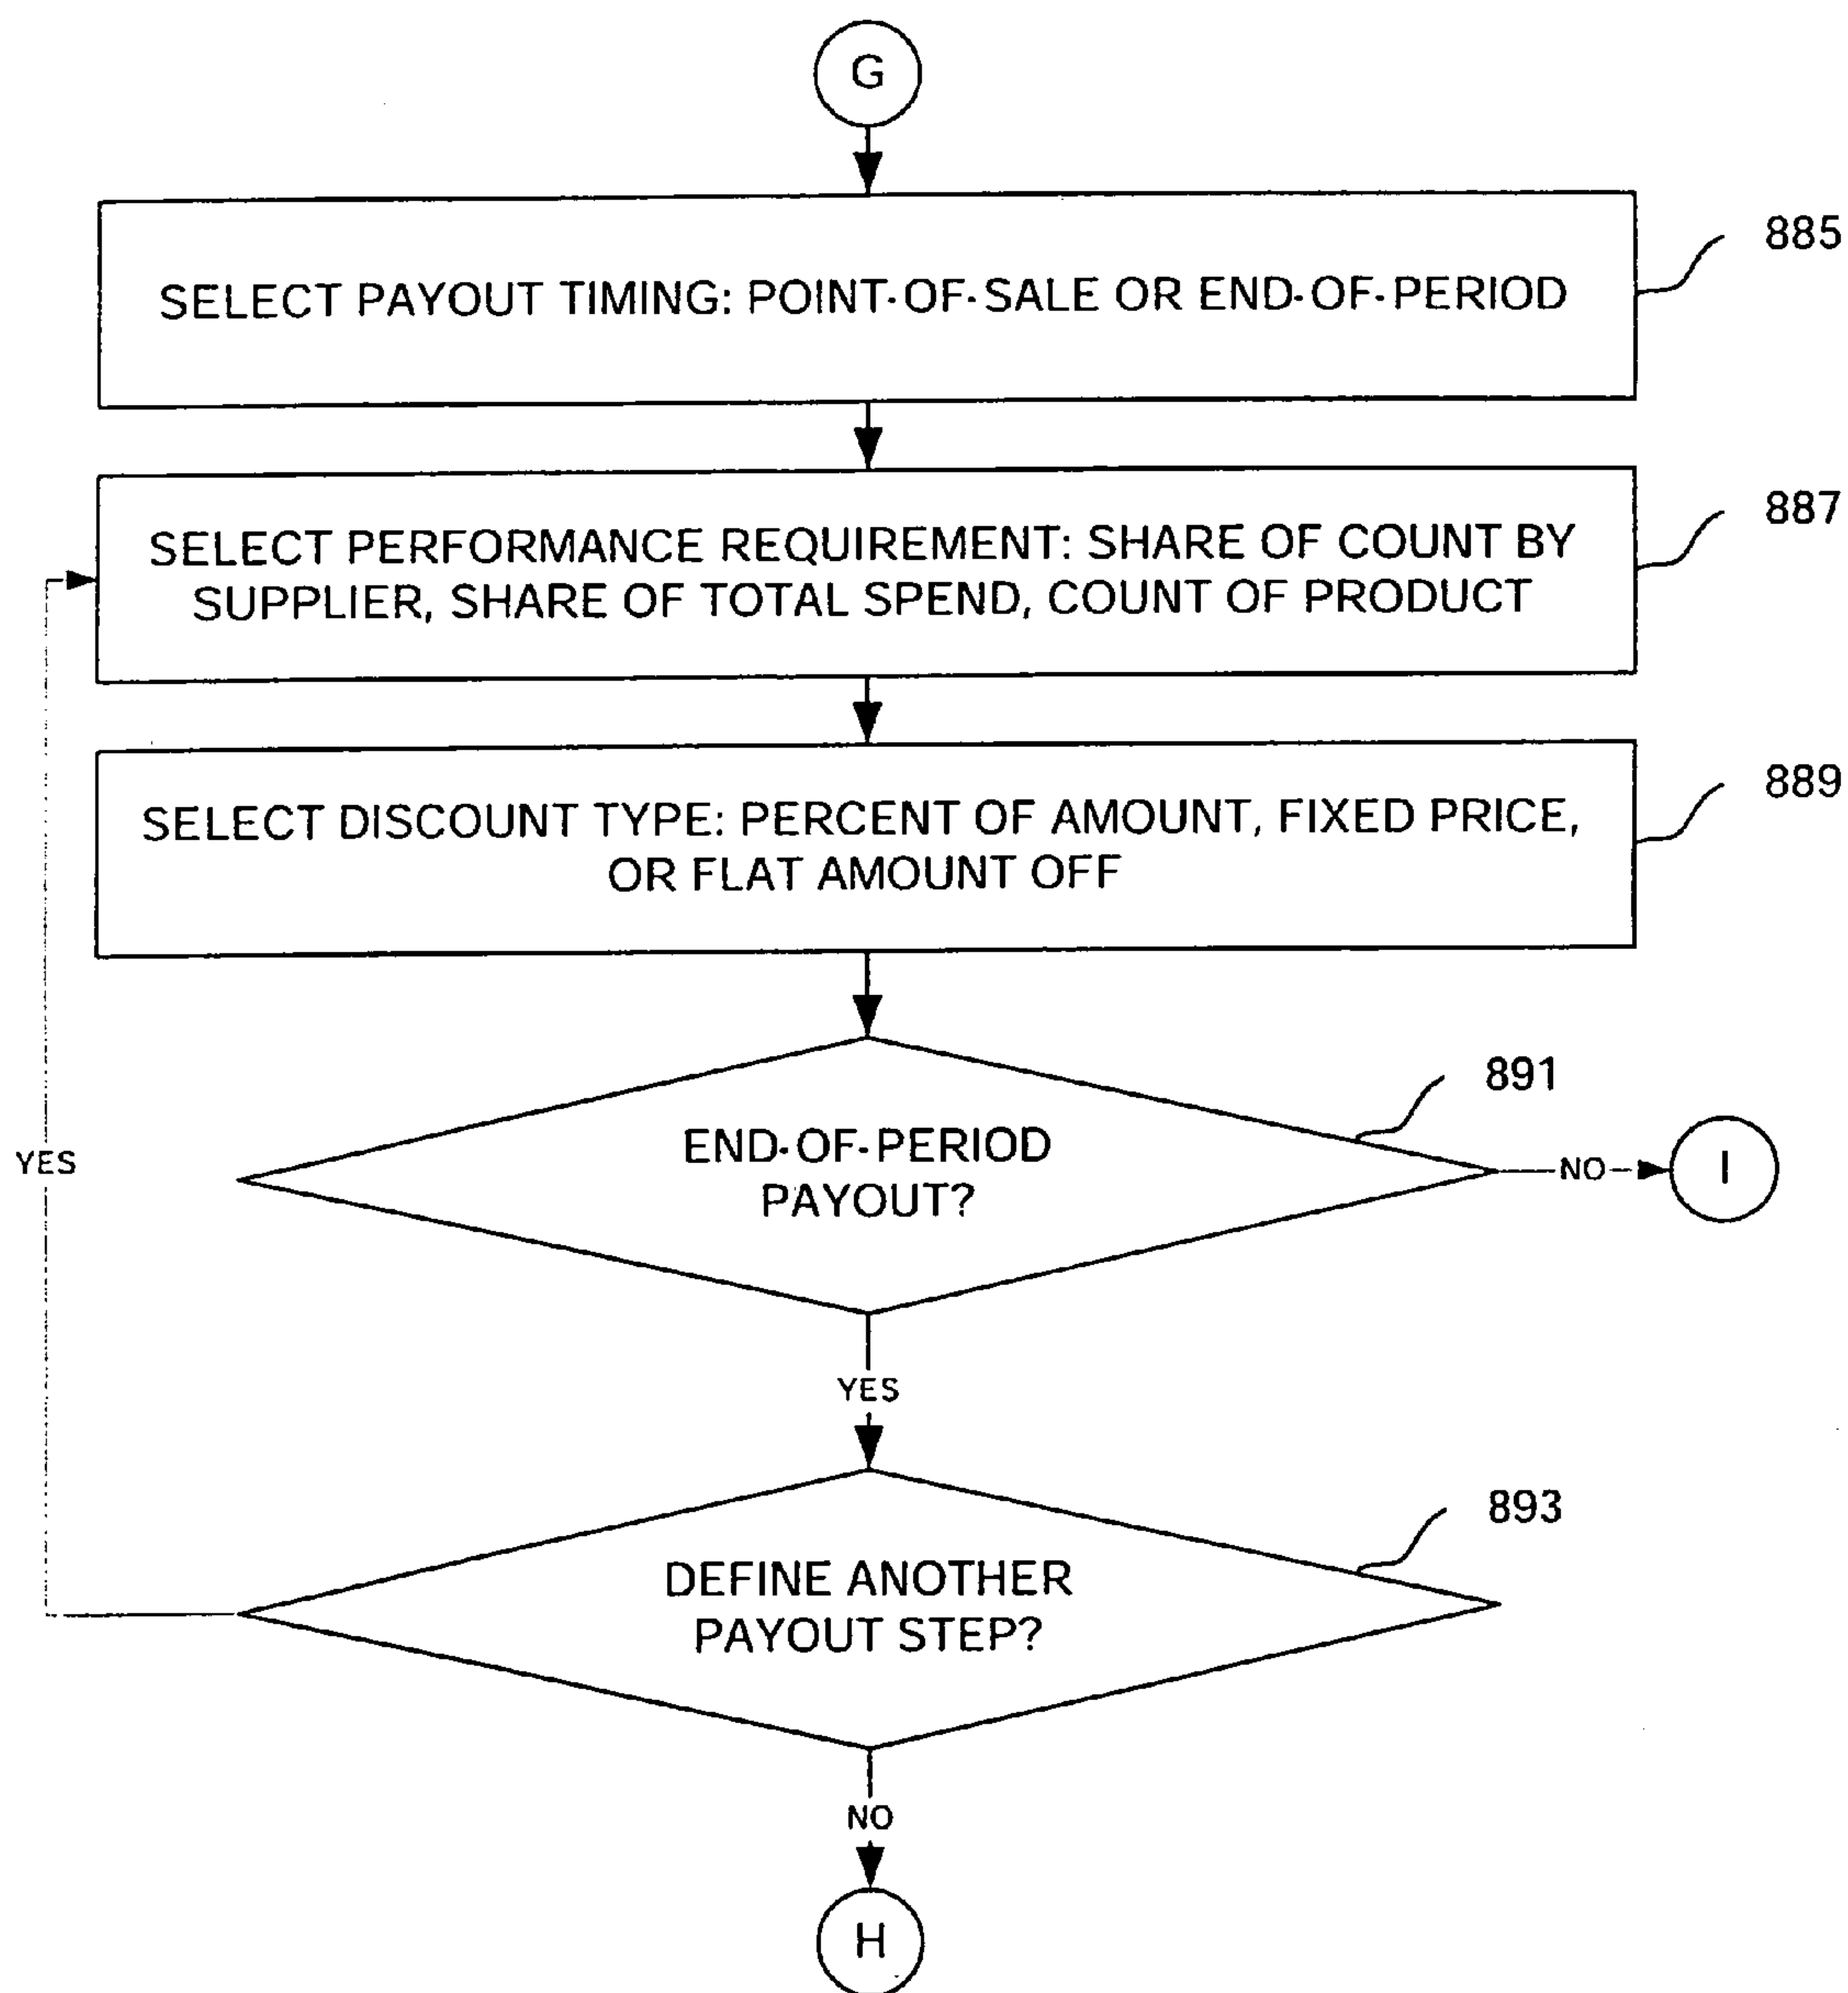 G
885
SELECT PAYOUT TIMING: POINT-OF-SALE OR END-OF-PERIOD
887
SELECT PERFORMANCE REQUIREMENT: SHARE OF COUNT BY
SUPPLIER, SHARE OF TOTAL SPEND, COUNT OF PRODUCT
889
SELECT DISCOUNT TYPE: PERCENT OF AMOUNT, FIXED PRICE,
OR FLAT AMOUNT OFF
891
END-OF-PERIOD
PAYOUT?
YES
NO
I
YES
893
DEFINE ANOTHER
PAYOUT STEP?
NO
H